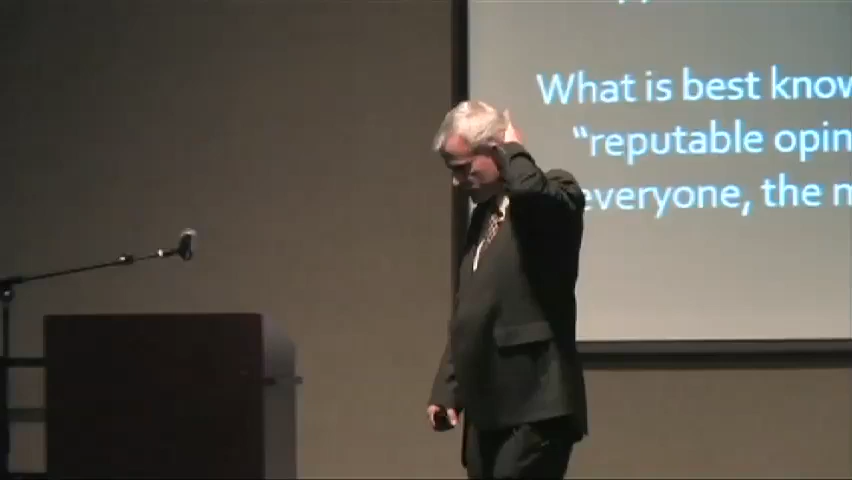 What is best know
“reputable opin
everyone, the m